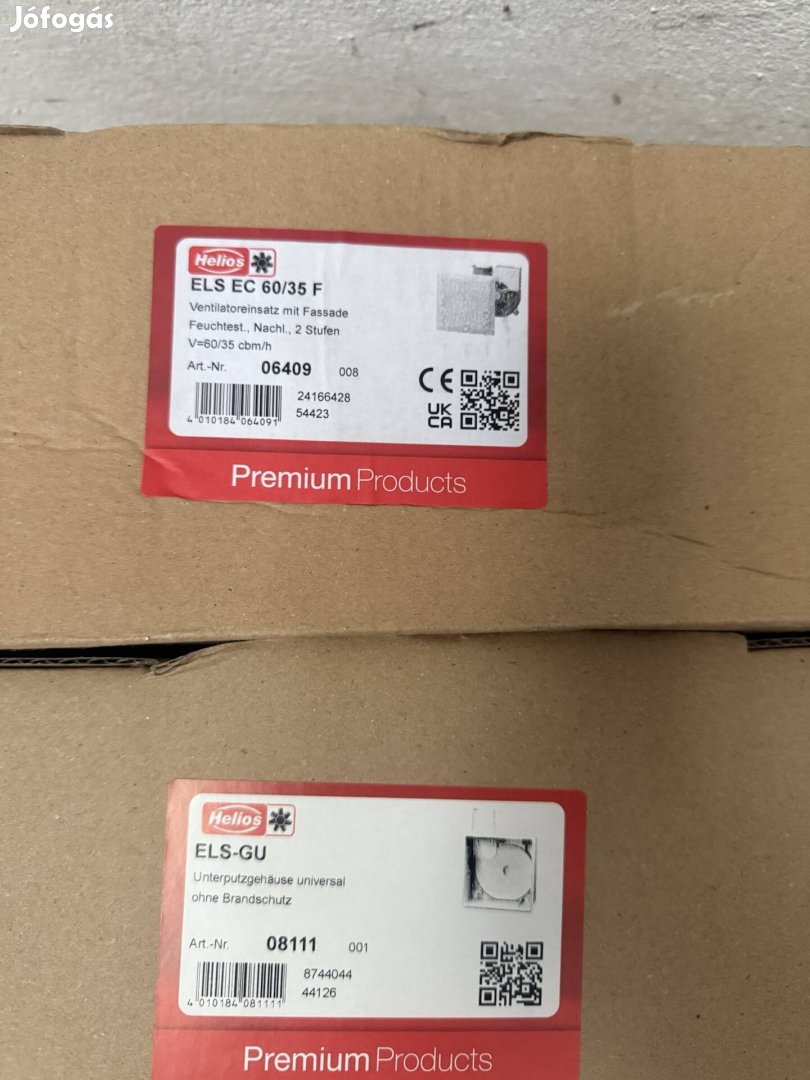 Jófogás
Helios
ELS EC 60/35 F
Ventilatoreinsatz mit Fassade
Feuchtest., Nachl., 2 Stufen
V=60/35 cbm/h
Art.-Nr. 06409 008
24166428
54423
4 010184 064091
CE
UK
CA
Premium Products
Helios
ELS-GU
Unterputzgehäuse universal
ohne Brandschutz
Art.-Nr. 08111 001
8744044
44126
4 010184 081111
Premium Products